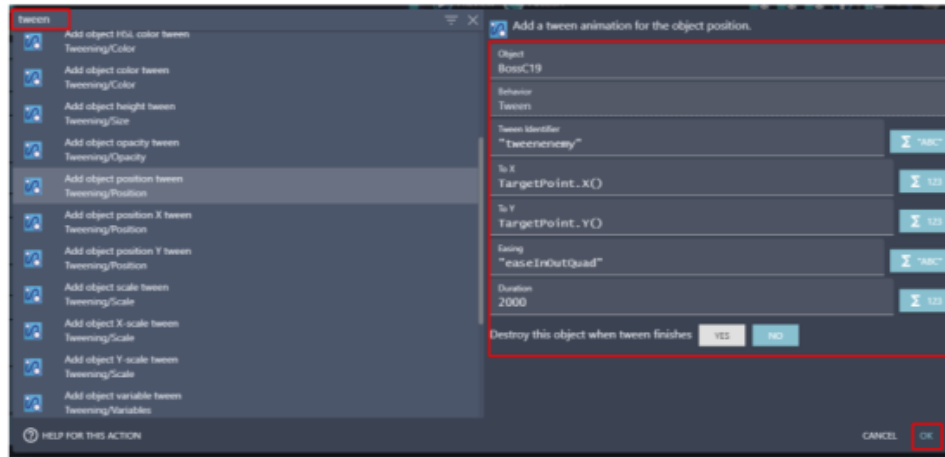 tween
Add object HSL color tween
Tweening/Color
Add object color tween
Tweening/Color
Add object height tween
Tweening/Size
Add object opacity tween
Tweening/Opacity
Add object position tween
Tweening/Position
Add object position X tween
Tweening/Position
Add object position Y tween
Tweening/Position
Add object scale tween
Tweening/Scale
Add object X-scale tween
Tweening/Scale
Add object Y-scale tween
Tweening/Scale
Add object variable tween
Tweening/Variables
HELP FOR THIS ACTION
Add a tween animation for the object position.
Object
BossC19
Behavior
Tween
Tween Identifier
"tweenenemy"
Σ "ABC"
To X
TargetPoint.X()
Σ 123
To Y
TargetPoint.Y()
Σ 123
Easing
"easeInOutQuad"
Σ "ABC"
Duration
2000
Σ 123
Destroy this object when tween finishes YES NO
CANCEL OK